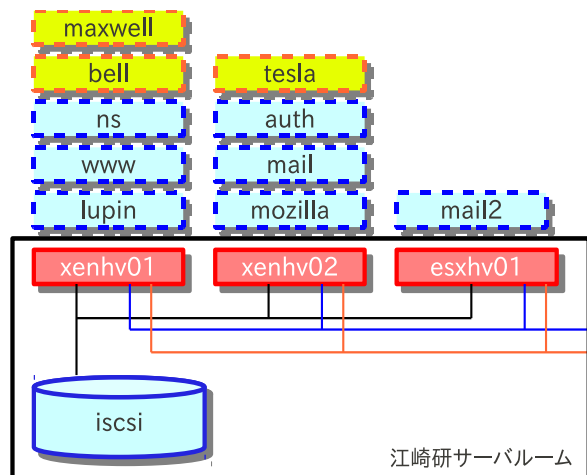 maxwell
bell
tesla
ns
auth
www
mail
lupin
mozilla
mail2
xenhv01
xenhv02
esxhv01
iscsi
江崎研サーバルーム